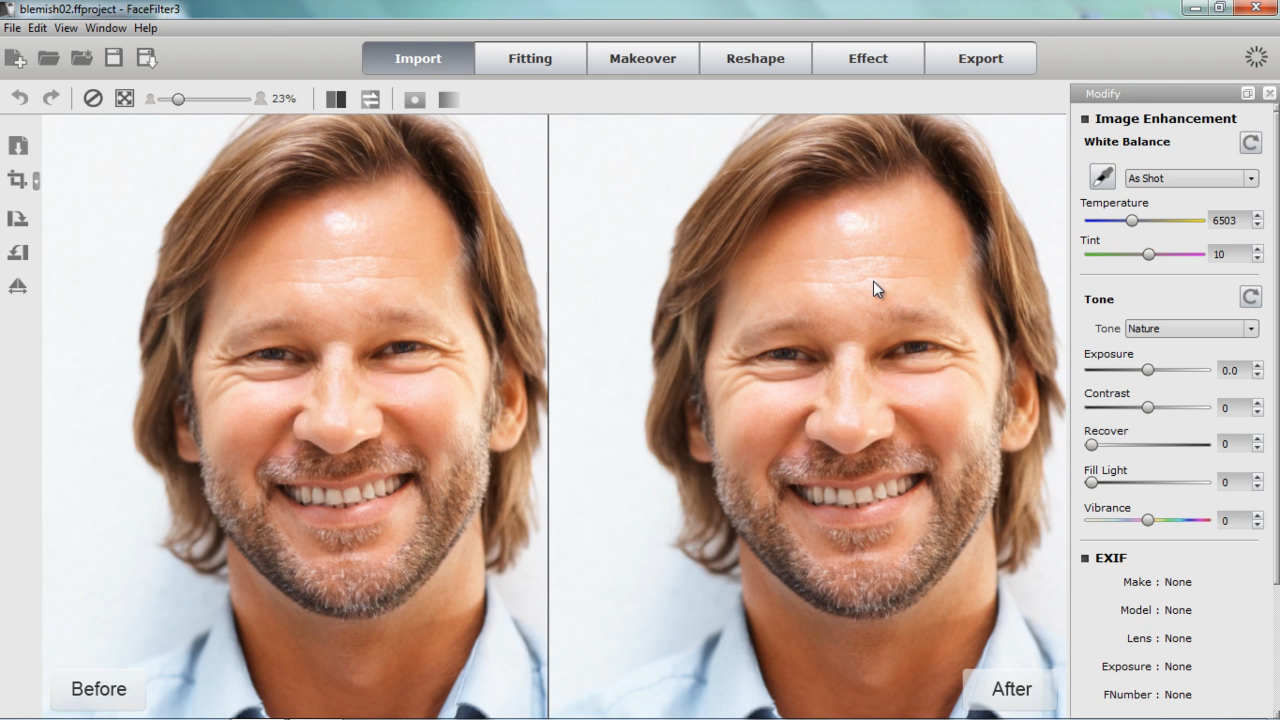 blemish02.ffproject - FaceFilter3
File Edit View Window Help
Import Fitting Makeover Reshape Effect Export
23%
Modify
Image Enhancement
White Balance
As Shot
Temperature
6503
Tint
10
Tone
Tone Nature
Exposure
0.0
Contrast
0
Recover
0
Fill Light
0
Vibrance
0
EXIF
Make : None
Model : None
Lens : None
Exposure : None
FNumber : None
Before
After